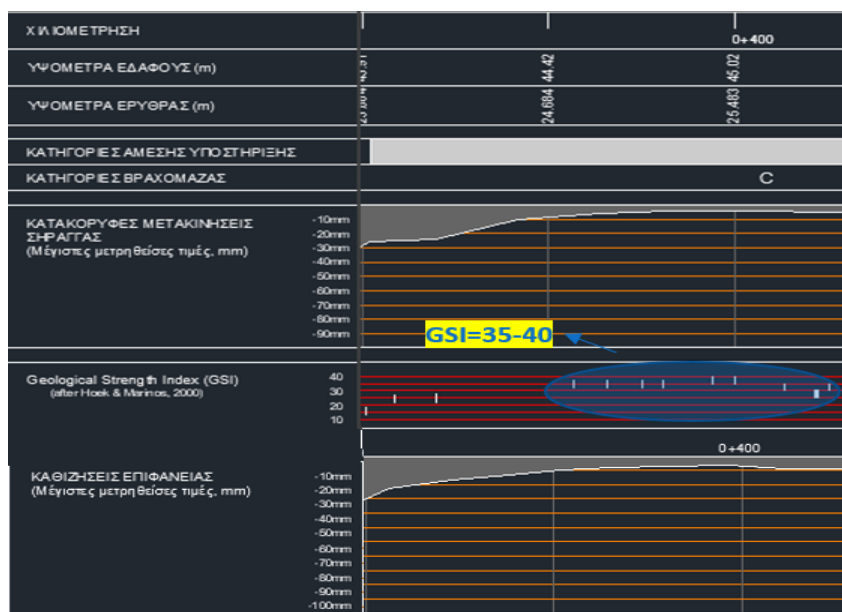 ΧΙΛΙΟΜΕΤΡΗΣΗ
0+400
ΥΨΟΜΕΤΡΑ ΕΔΑΦΟΥΣ (m)
44.42
45.02
ΥΨΟΜΕΤΡΑ ΕΡΥΘΡΑΣ (m)
24.684
25.483
ΚΑΤΗΓΟΡΙΕΣ ΑΜΕΣΗΣ ΥΠΟΣΤΗΡΙΞΗΣ
ΚΑΤΗΓΟΡΙΕΣ ΒΡΑΧΟΜΑΖΑΣ
C
ΚΑΤΑΚΟΡΥΦΕΣ ΜΕΤΑΚΙΝΗΣΕΙΣ
ΣΗΡΑΓΓΑΣ
(Μέγιστες μετρηθείσες τιμές, mm)
-10mm
-20mm
-30mm
-40mm
-50mm
-60mm
-70mm
-80mm
-90mm
GSI=35-40
Geological Strength Index (GSI)
(after Hoek & Marinos, 2000)
40
30
20
10
0+400
ΚΑΘΙΖΗΣΕΙΣ ΕΠΙΦΑΝΕΙΑΣ
(Μέγιστες μετρηθείσες τιμές, mm)
-10mm
-20mm
-30mm
-40mm
-50mm
-60mm
-70mm
-80mm
-90mm
-100mm